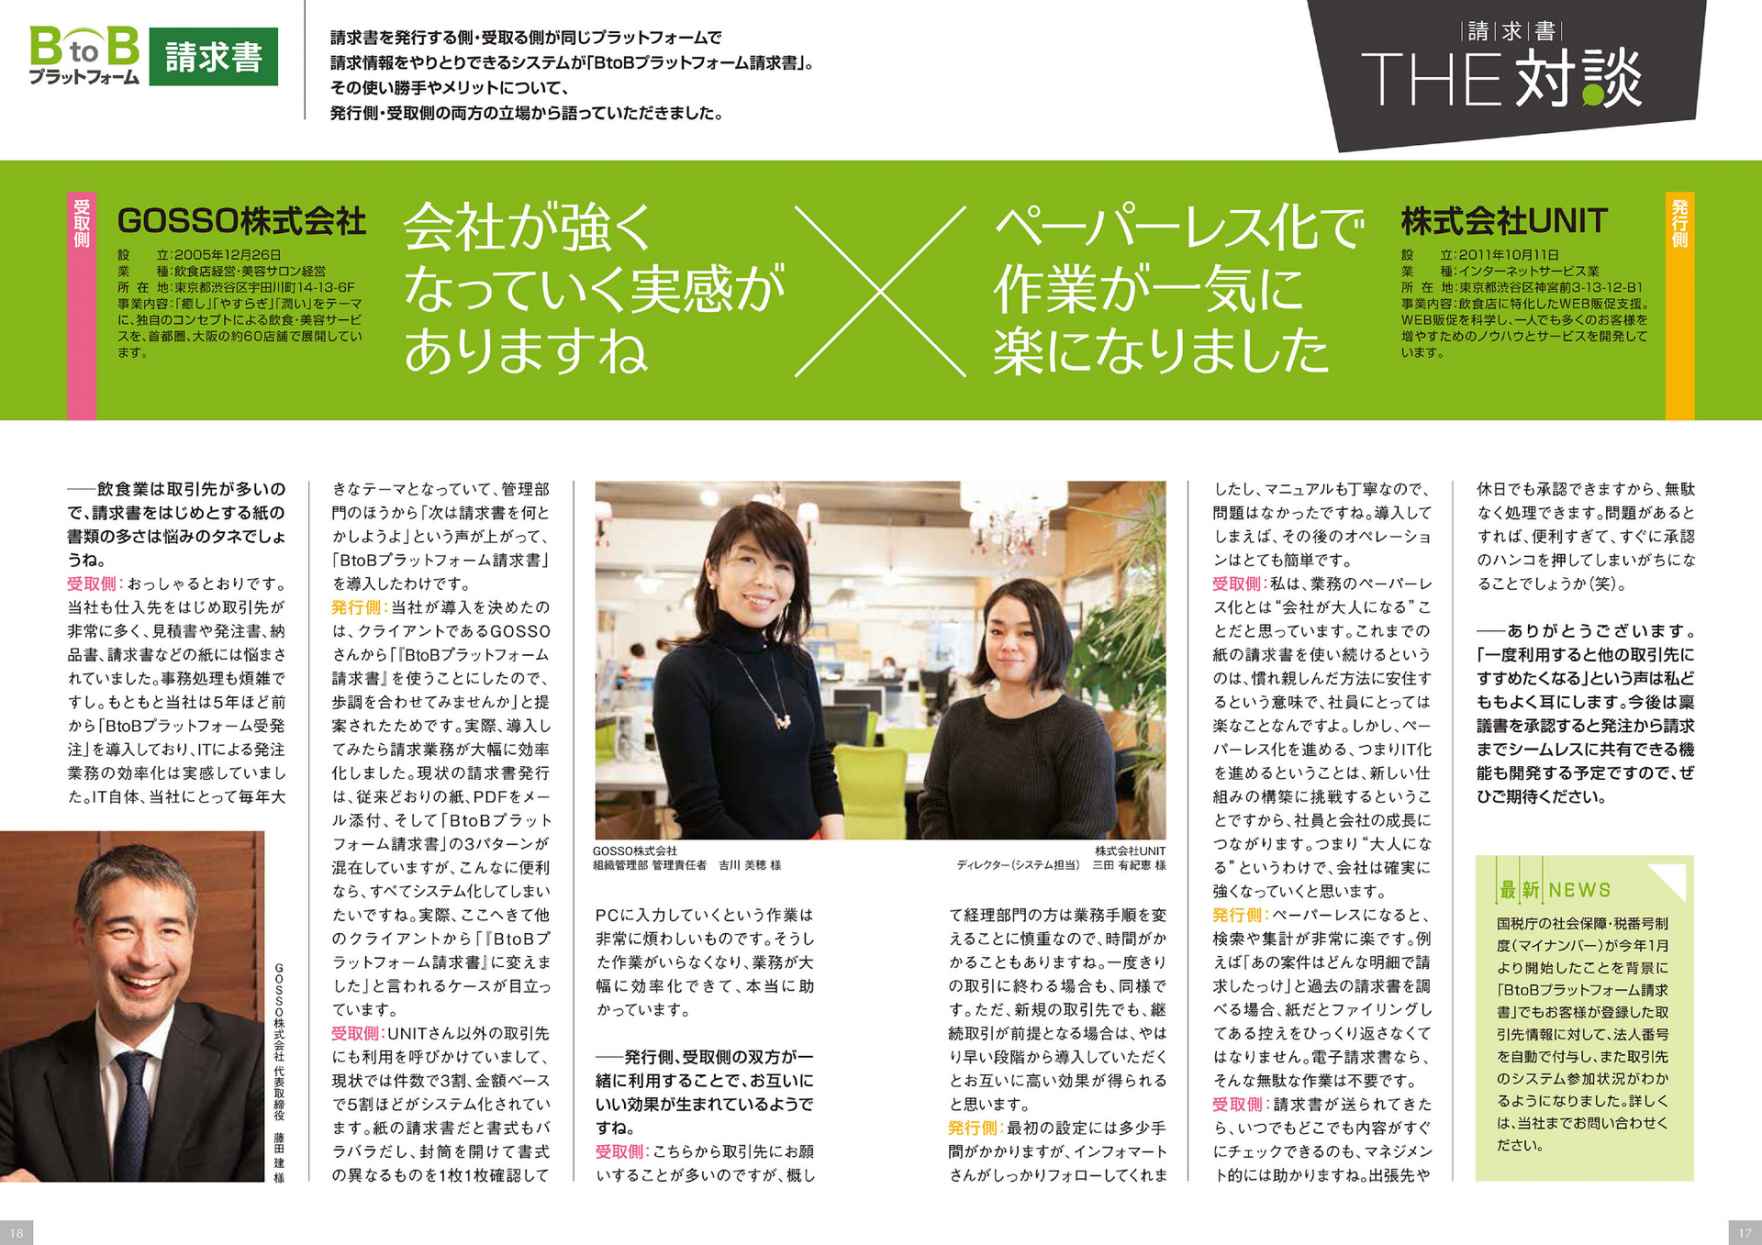 BtoB
プラットフォーム
請求書
請求書を発行する側・受取る側が同じプラットフォームで
請求情報をやりとりできるシステムが「BtoBプラットフォーム請求書」。
その使い勝手やメリットについて、
発行側・受取側の両方の立場から語っていただきました。
請求書
THE対談
受取側
GOSSO株式会社
設　立：2005年12月26日
業　種：飲食店経営・美容サロン経営
所在地：東京都渋谷区宇田川町14-13-6F
事業内容：「癒し」「やすらぎ」「潤い」をテーマ
に、独自のコンセプトによる飲食・美容サービ
スを、首都圏、大阪の約60店舗で展開してい
ます。
会社が強く
なっていく実感が
ありますね
ペーパーレス化で
作業が一気に
楽になりました
株式会社UNIT
設　立：2011年10月11日
業　種：インターネットサービス業
所在地：東京都渋谷区神宮前3-13-12-B1
事業内容：飲食店に特化したWEB販促支援。
WEB販促を科学し、一人でも多くのお客様を
増やすためのノウハウとサービスを開発して
います。
発行側
──飲食業は取引先が多いの
で、請求書をはじめとする紙の
書類の多さは悩みのタネでしょ
うね。
受取側：おっしゃるとおりです。
当社も仕入先をはじめ取引先が
非常に多く、見積書や発注書、納
品書、請求書などの紙には悩まさ
れていました。事務処理も煩雑で
すし。もともと当社は5年ほど前
から「BtoBプラットフォーム受発
注」を導入しており、ITによる発注
業務の効率化は実感していまし
た。IT自体、当社にとって毎年大
GOSSO株式会社 代表取締役　藤田 建 様
きなテーマとなっていて、管理部
門のほうから「次は請求書を何と
かしようよ」という声が上がって、
「BtoBプラットフォーム請求書」
を導入したわけです。
発行側：当社が導入を決めたの
は、クライアントであるGOSSO
さんから「『BtoBプラットフォーム
請求書』を使うことにしたので、
歩調を合わせてみませんか」と提
案されたためです。実際、導入し
てみたら請求業務が大幅に効率
化しました。現状の請求書発行
は、従来どおりの紙、PDFをメー
ル添付、そして「BtoBプラット
フォーム請求書」の3パターンが
混在していますが、こんなに便利
なら、すべてシステム化してしまい
たいですね。実際、ここへきて他
のクライアントから「『BtoBプ
ラットフォーム請求書』に変えま
した」と言われるケースが目立っ
ています。
受取側：UNITさん以外の取引先
にも利用を呼びかけていまして、
現状では件数で3割、金額ベース
で5割ほどがシステム化されてい
ます。紙の請求書だと書式もバ
ラバラだし、封筒を開けて書式
の異なるものを1枚1枚確認して
GOSSO株式会社
組織管理部 管理責任者　吉川 美穂 様
株式会社UNIT
ディレクター（システム担当）　三田 有紀恵 様
PCに入力していくという作業は
非常に煩わしいものです。そうし
た作業がいらなくなり、業務が大
幅に効率化できて、本当に助
かっています。
──発行側、受取側の双方が一
緒に利用することで、お互いに
いい効果が生まれているようで
すね。
受取側：こちらから取引先にお願
いすることが多いのですが、概し
て経理部門の方は業務手順を変
えることに慎重なので、時間がか
かることもありますね。一度きり
の取引に終わる場合も、同様で
す。ただ、新規の取引先でも、継
続取引が前提となる場合は、やは
り早い段階から導入していただく
とお互いに高い効果が得られる
と思います。
発行側：最初の設定には多少手
間がかかりますが、インフォマート
さんがしっかりフォローしてくれま
したし、マニュアルも丁寧なので、
問題はなかったですね。導入して
しまえば、その後のオペレーショ
ンはとても簡単です。
受取側：私は、業務のペーパーレ
ス化とは“会社が大人になる”こ
とだと思っています。これまでの
紙の請求書を使い続けるという
のは、慣れ親しんだ方法に安住す
るという意味で、社員にとっては
楽なことなんですよ。しかし、ペー
パーレス化を進める、つまりIT化
を進めるということは、新しい仕
組みの構築に挑戦するというこ
とですから、社員と会社の成長に
つながります。つまり“大人にな
る”というわけで、会社は確実に
強くなっていくと思います。
発行側：ペーパーレスになると、
検索や集計が非常に楽です。例
えば「あの案件はどんな明細で請
求したっけ」と過去の請求書を調
べる場合、紙だとファイリングし
てある控えをひっくり返さなくて
はなりません。電子請求書なら、
そんな無駄な作業は不要です。
受取側：請求書が送られてきた
ら、いつでもどこでも内容がすぐ
にチェックできるのも、マネジメン
ト的には助かりますね。出張先や
休日でも承認できますから、無駄
なく処理できます。問題があると
すれば、便利すぎて、すぐに承認
のハンコを押してしまいがちにな
ることでしょうか（笑）。
──ありがとうございます。
「一度利用すると他の取引先に
すすめたくなる」という声は私ど
ももよく耳にします。今後は稟
議書を承認すると発注から請求
までシームレスに共有できる機
能も開発する予定ですので、ぜ
ひご期待ください。
最新NEWS
国税庁の社会保障・税番号制
度（マイナンバー）が今年1月
より開始したことを背景に
「BtoBプラットフォーム請求
書」でもお客様が登録した取
引先情報に対して、法人番号
を自動で付与し、また取引先
のシステム参加状況がわか
るようになりました。詳しく
は、当社までお問い合わせく
ださい。
18
17